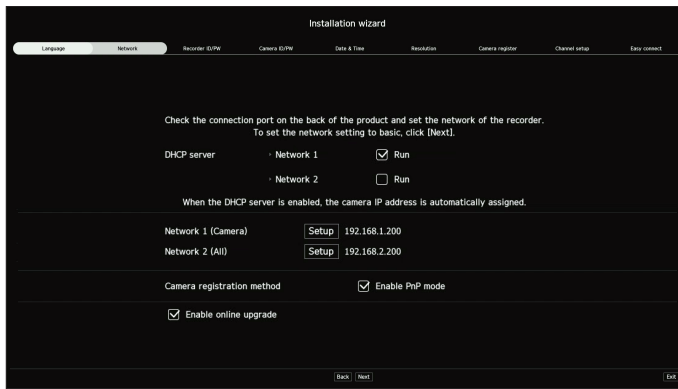 Installation wizard
Language Network Recorder ID/PW Camera ID/PW Date & Time Resolution Camera register Channel setup Easy connect
Check the connection port on the back of the product and set the network of the recorder.
To set the network setting to basic, click [Next].
DHCP server Network 1 Run
Network 2 Run
When the DHCP server is enabled, the camera IP address is automatically assigned.
Network 1 (Camera) Setup 192.168.1.200
Network 2 (All) Setup 192.168.2.200
Camera registration method Enable PnP mode
Enable online upgrade
Back Next Exit